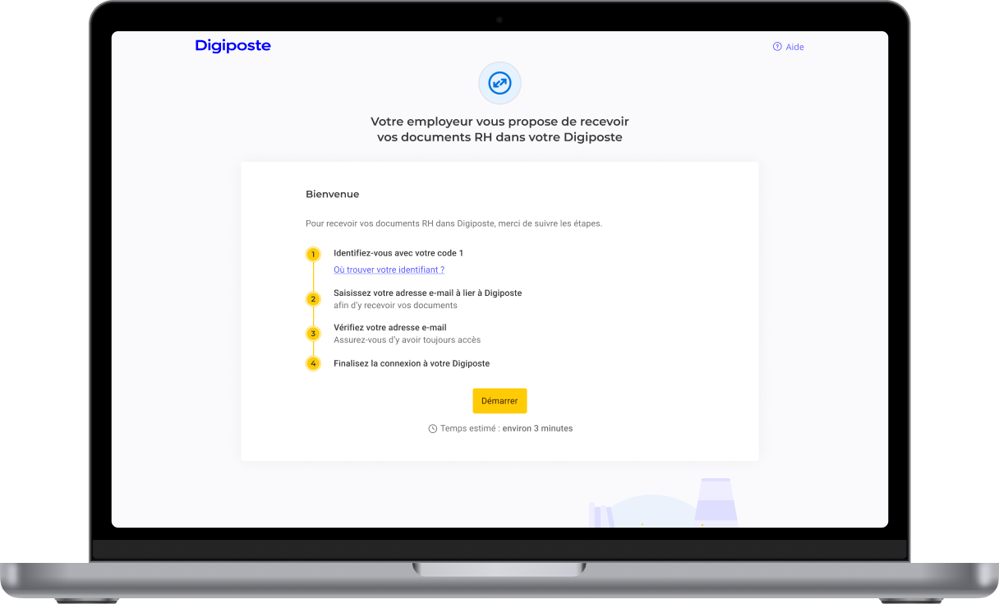 Digiposte
Aide
Votre employeur vous propose de recevoir
vos documents RH dans votre Digiposte
Bienvenue
Pour recevoir vos documents RH dans Digiposte, merci de suivre les étapes.
1 Identifiez-vous avec votre code 1
Où trouver votre identifiant ?
2 Saisissez votre adresse e-mail à lier à Digiposte
afin d'y recevoir vos documents
3 Vérifiez votre adresse e-mail
Assurez-vous d'y avoir toujours accès
4 Finalisez la connexion à votre Digiposte
Démarrer
Temps estimé : environ 3 minutes